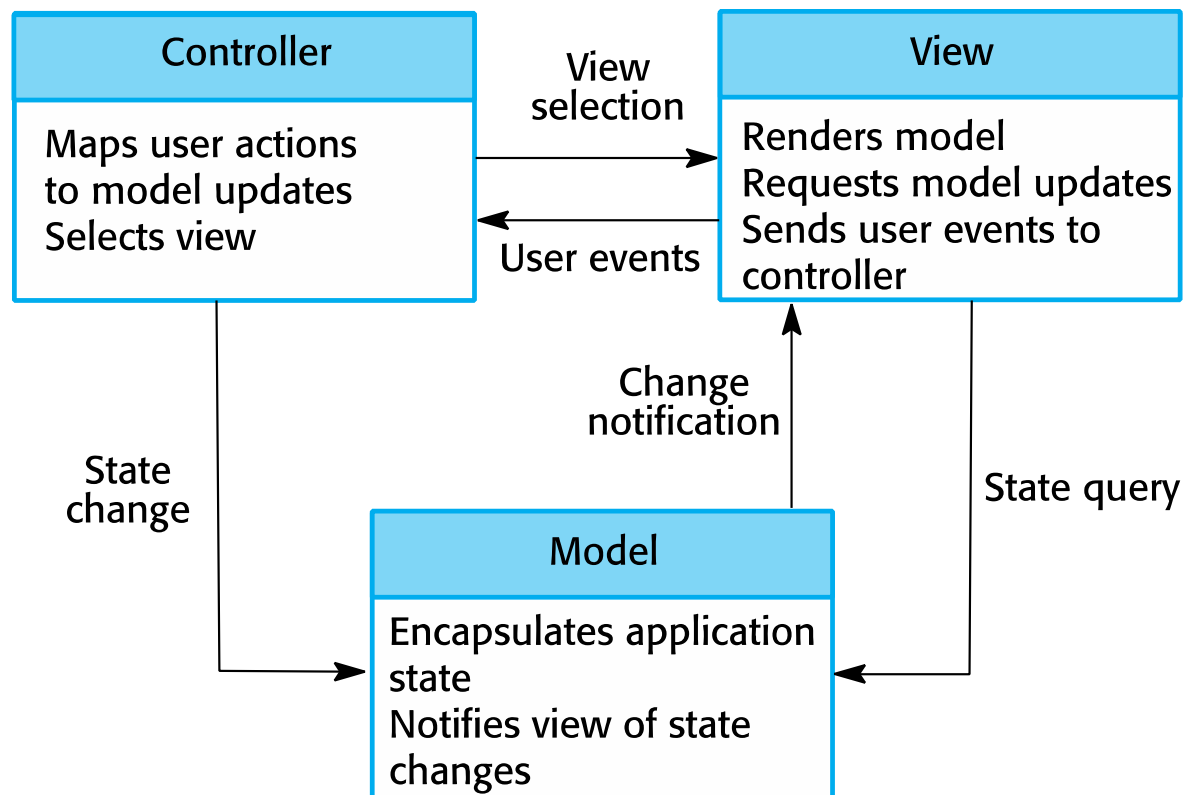 Controller
Maps user actions
to model updates
Selects view
View
selection
User events
View
Renders model
Requests model updates
Sends user events to
controller
State
change
Change
notification
State query
Model
Encapsulates application
state
Notifies view of state
changes